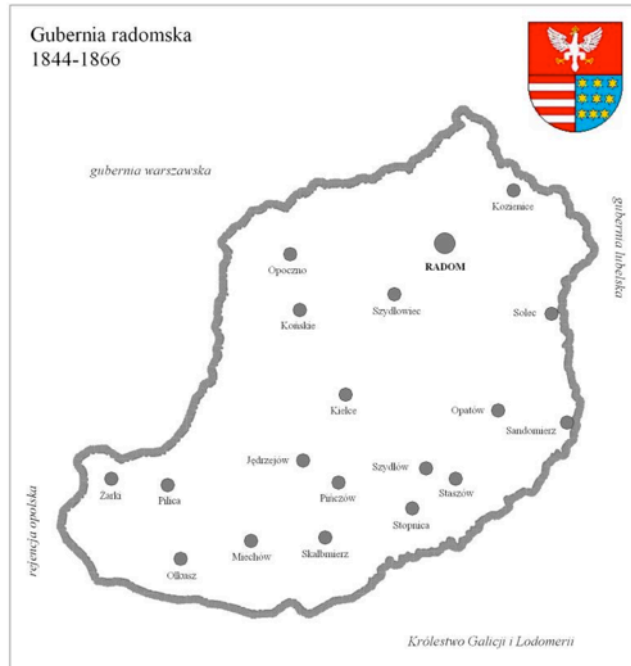 Gubernia radomska
1844-1866
gubernia warszawska
Kozienice
gubernia lubelska
RADOM
Opoczno
Szydłowiec
Końskie
Solec
Kielce
Opatów
Sandomierz
Jędrzejów
Szydłów
Żarki
Pilica
Pińczów
Staszów
Stopnica
rejencja opolska
Miechów
Skalbmierz
Olkusz
Królestwo Galicji i Lodomerii